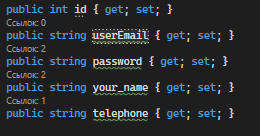 public int id { get; set; }
Ссылок: 0
public string userEmail { get; set; }
Ссылок: 2
public string password { get; set; }
Ссылок: 2
public string your_name { get; set; }
Ссылок: 1
public string telephone { get; set; }